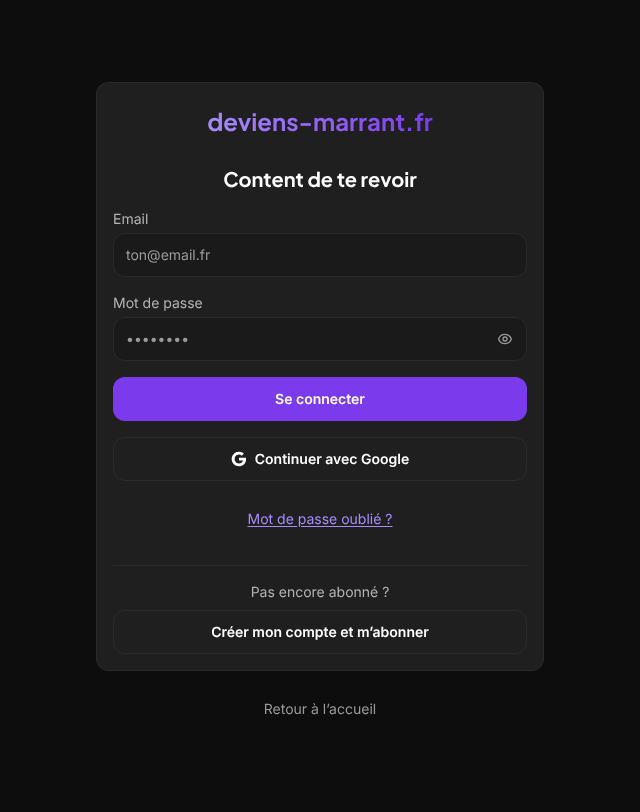 deviens-marrant.fr
Content de te revoir
Email
ton@email.fr
Mot de passe
••••••••
Se connecter
Continuer avec Google
Mot de passe oublié ?
Pas encore abonné ?
Créer mon compte et m’abonner
Retour à l’accueil